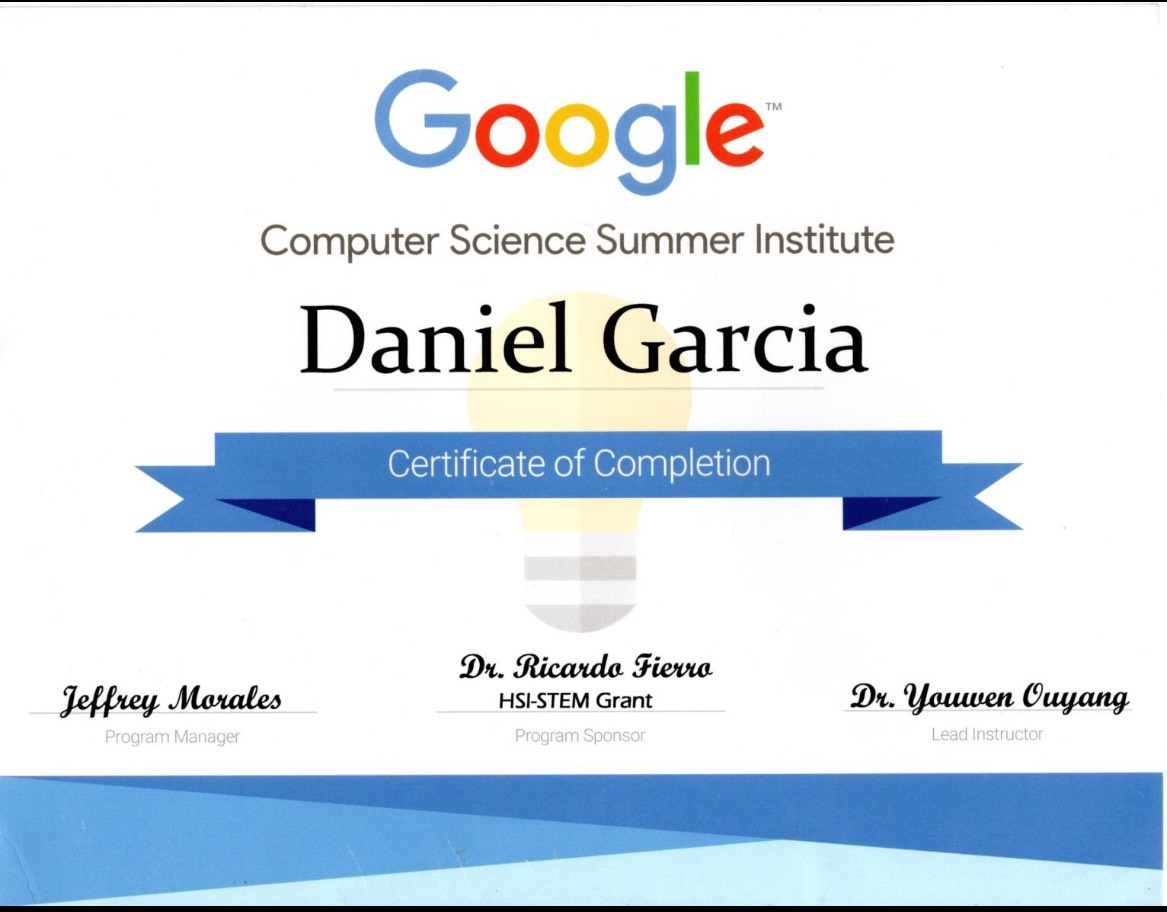 Google™
Computer Science Summer Institute
Daniel Garcia
Certificate of Completion
Dr. Ricardo Fierro
Jeffrey Morales
HSI-STEM Grant
Dr. Youwen Ouyang
Program Manager
Program Sponsor
Lead Instructor